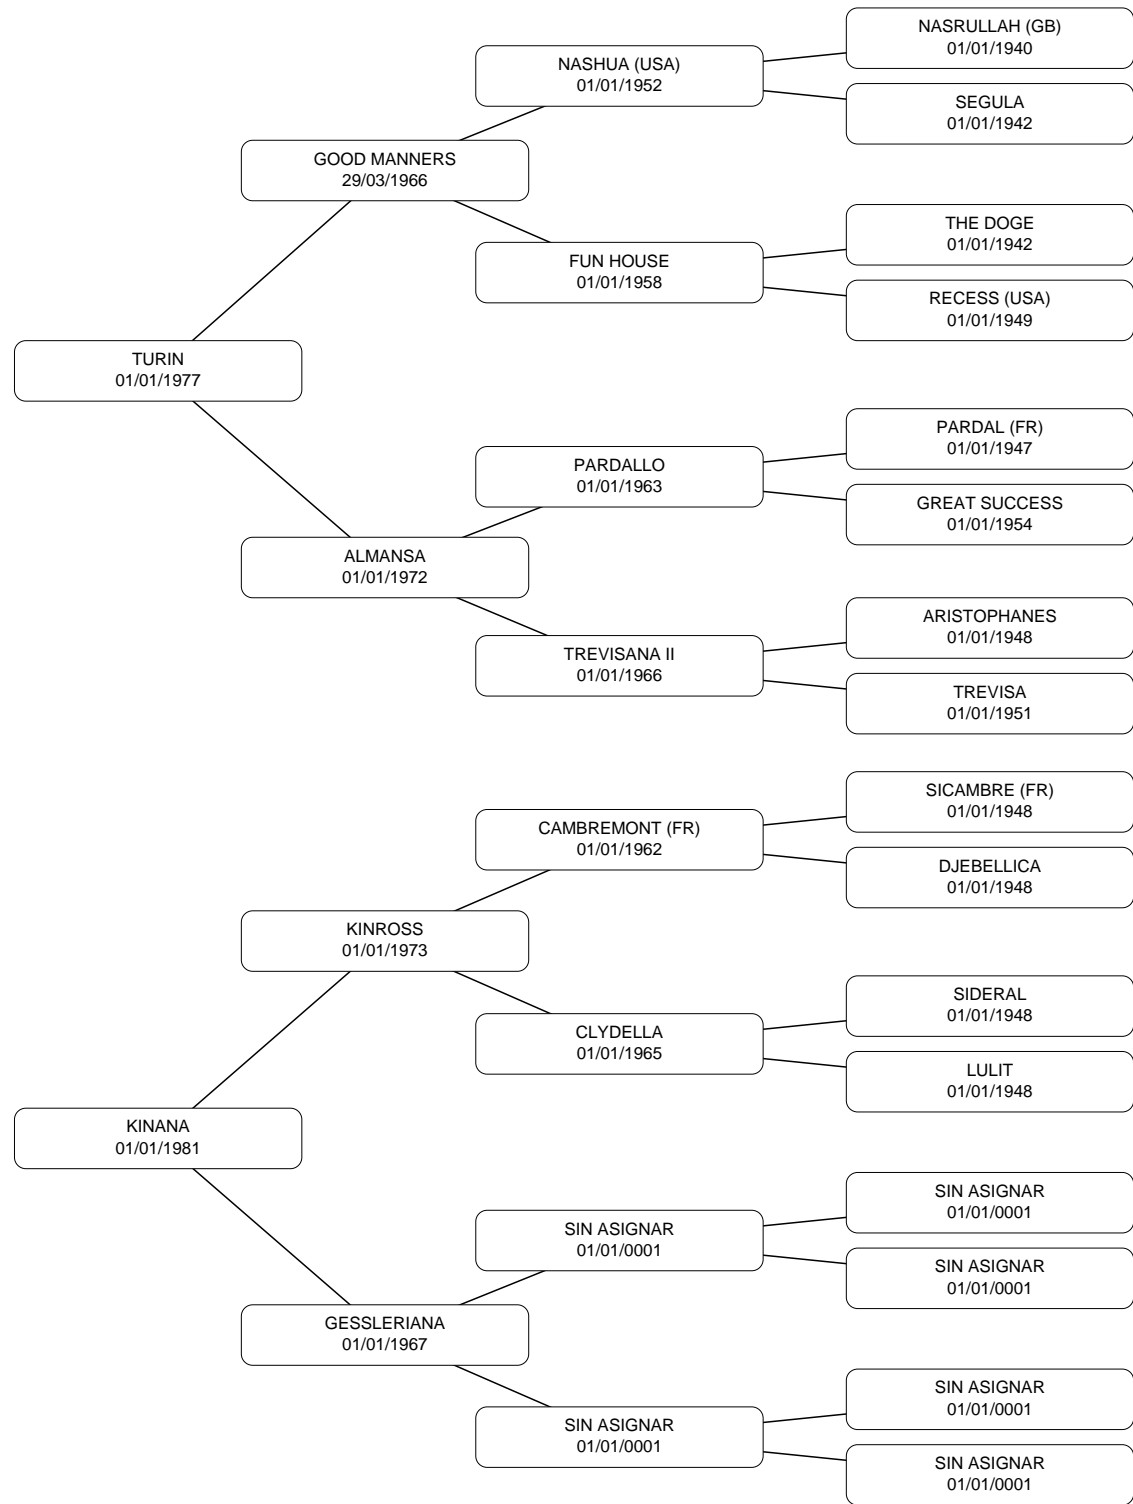 NASRULLAH (GB)
01/01/1940
NASHUA (USA)
01/01/1952
SEGULA
01/01/1942
GOOD MANNERS
29/03/1966
THE DOGE
01/01/1942
FUN HOUSE
01/01/1958
RECESS (USA)
01/01/1949
TURIN
01/01/1977
PARDAL (FR)
01/01/1947
PARDALLO
01/01/1963
GREAT SUCCESS
01/01/1954
ALMANSA
01/01/1972
ARISTOPHANES
01/01/1948
TREVISANA II
01/01/1966
TREVISA
01/01/1951
SICAMBRE (FR)
01/01/1948
CAMBREMONT (FR)
01/01/1962
DJEBELLICA
01/01/1948
KINROSS
01/01/1973
SIDERAL
01/01/1948
CLYDELLA
01/01/1965
LULIT
01/01/1948
KINANA
01/01/1981
SIN ASIGNAR
01/01/0001
SIN ASIGNAR
01/01/0001
SIN ASIGNAR
01/01/0001
GESSLERIANA
01/01/1967
SIN ASIGNAR
01/01/0001
SIN ASIGNAR
01/01/0001
SIN ASIGNAR
01/01/0001